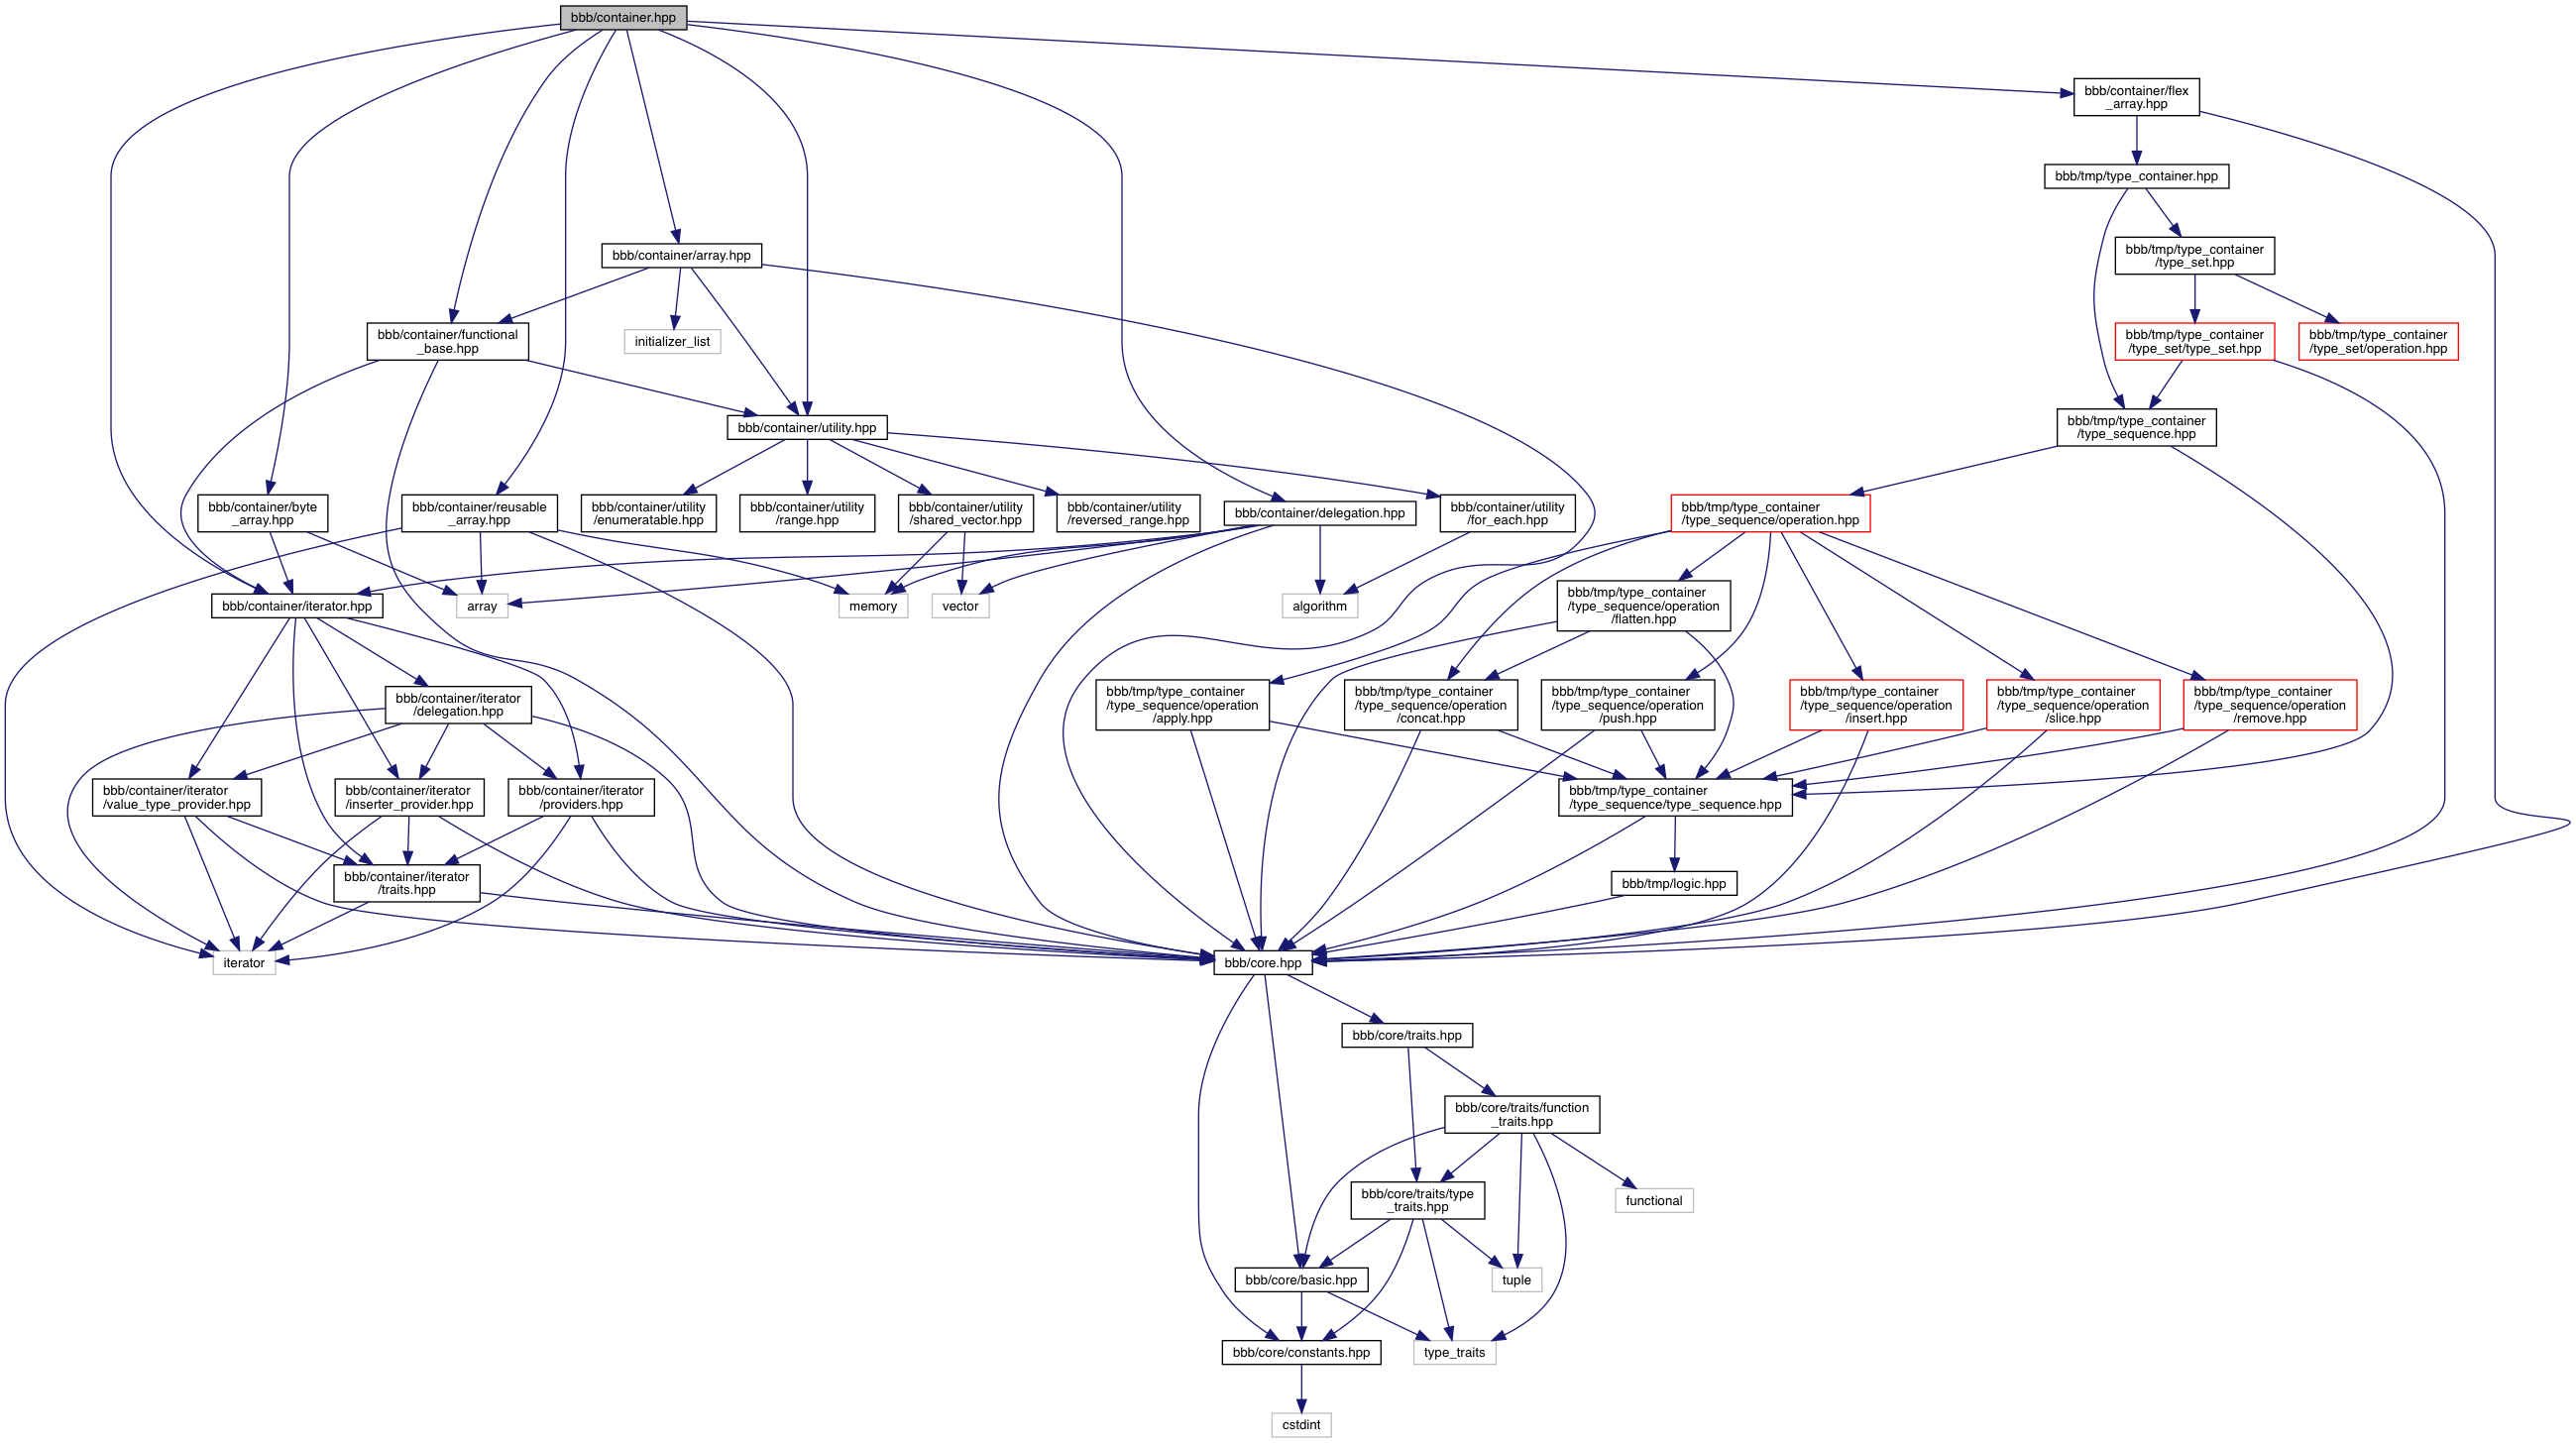 bbb/container.hpp
bbb/container/flex
_array.hpp
bbb/tmp/type_container.hpp
bbb/container/array.hpp
bbb/tmp/type_container
/type_set.hpp
bbb/container/functional
_base.hpp
initializer_list
bbb/tmp/type_container
/type_set/type_set.hpp
bbb/tmp/type_container
/type_set/operation.hpp
bbb/container/utility.hpp
bbb/tmp/type_container
/type_sequence.hpp
bbb/container/byte
_array.hpp
bbb/container/reusable
_array.hpp
bbb/container/utility
/enumeratable.hpp
bbb/container/utility
/range.hpp
bbb/container/utility
/shared_vector.hpp
bbb/container/utility
/reversed_range.hpp
bbb/container/delegation.hpp
bbb/container/utility
/for_each.hpp
bbb/tmp/type_container
/type_sequence/operation.hpp
bbb/container/iterator.hpp
array
memory
vector
algorithm
bbb/tmp/type_container
/type_sequence/operation
/flatten.hpp
bbb/container/iterator
/delegation.hpp
bbb/tmp/type_container
/type_sequence/operation
/apply.hpp
bbb/tmp/type_container
/type_sequence/operation
/concat.hpp
bbb/tmp/type_container
/type_sequence/operation
/push.hpp
bbb/tmp/type_container
/type_sequence/operation
/insert.hpp
bbb/tmp/type_container
/type_sequence/operation
/slice.hpp
bbb/tmp/type_container
/type_sequence/operation
/remove.hpp
bbb/container/iterator
/value_type_provider.hpp
bbb/container/iterator
/inserter_provider.hpp
bbb/container/iterator
/providers.hpp
bbb/tmp/type_container
/type_sequence/type_sequence.hpp
bbb/container/iterator
/traits.hpp
bbb/tmp/logic.hpp
iterator
bbb/core.hpp
bbb/core/traits.hpp
bbb/core/traits/function
_traits.hpp
bbb/core/traits/type
_traits.hpp
functional
bbb/core/basic.hpp
tuple
bbb/core/constants.hpp
type_traits
cstdint